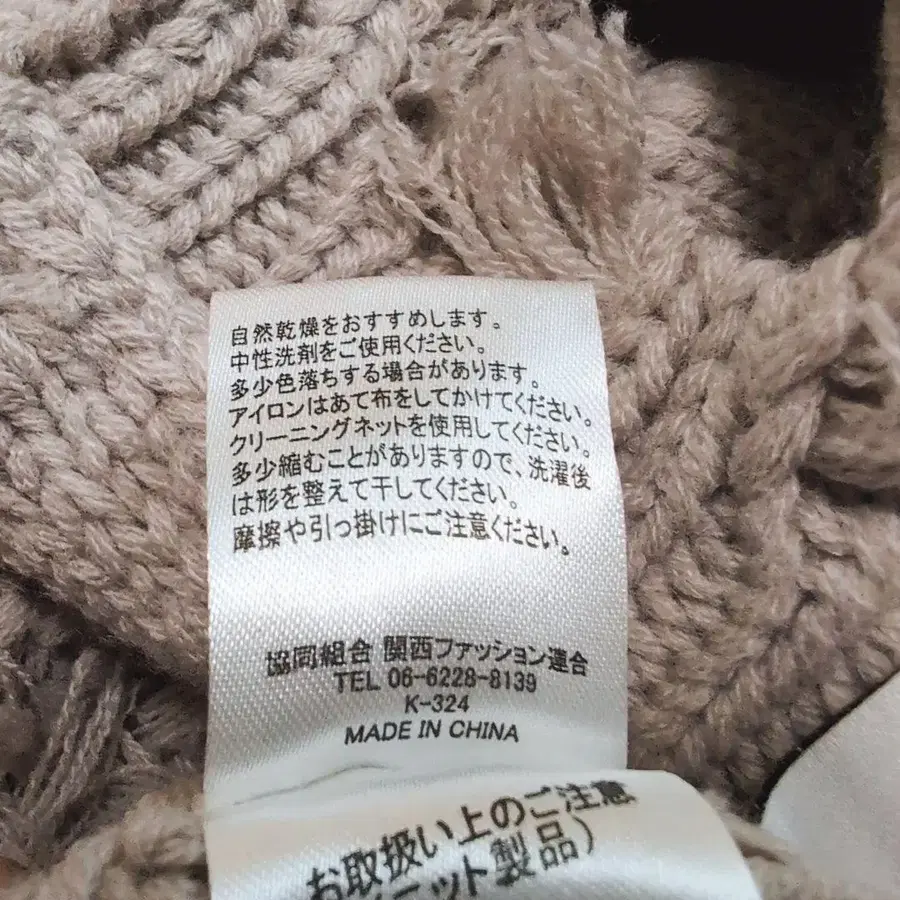 自然乾燥をおすすめします。
中性洗剤をご使用ください。
多少色落ちする場合があります。
アイロンはあて布をしてかけてください。
クリーニングネットを使用してください。
多少縮むことがありますので、洗濯後
は形を整えて干してください。
摩擦や引っ掛けにご注意ください。
協同組合 関西ファッション連合
TEL 06-6228-8139
K-324
MADE IN CHINA
お取扱い上のご注意
ット製品)